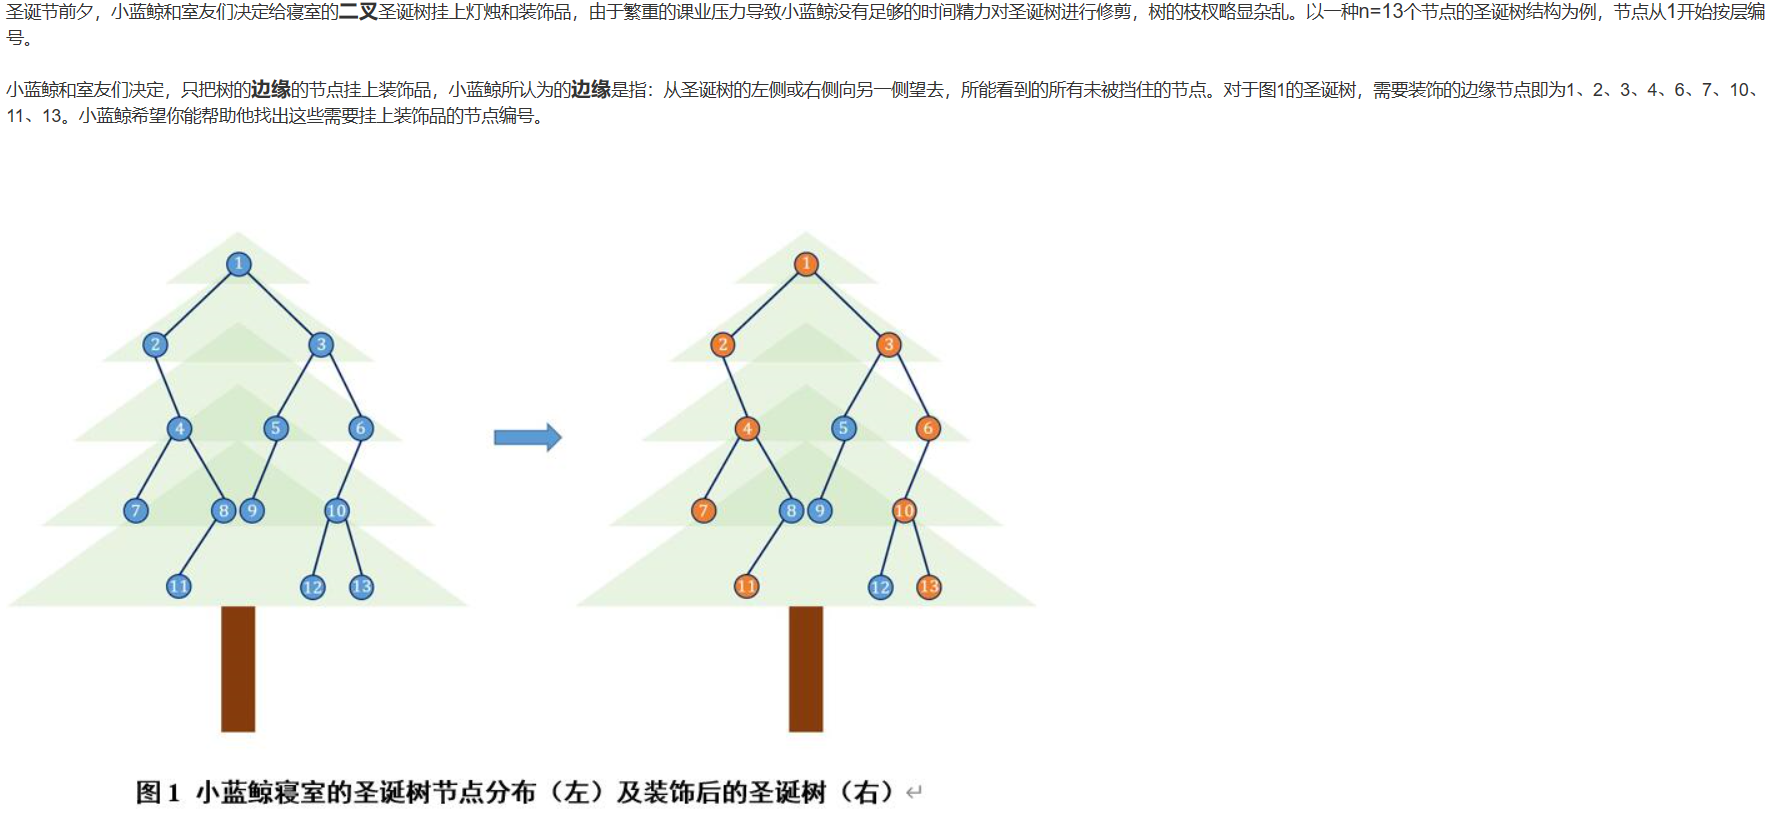 圣诞节前夕，小蓝鲸和室友们决定给寝室的二叉圣诞树挂上灯烛和装饰品，由于繁重的课业压力导致小蓝鲸没有足够的时间精力对圣诞树进行修剪，树的枝杈略显杂乱。以一种n=13个节点的圣诞树结构为例，节点从1开始按层编
号。
小蓝鲸和室友们决定，只把树的边缘的节点挂上装饰品，小蓝鲸所认为的边缘是指：从圣诞树的左侧或右侧向另一侧望去，所能看到的所有未被挡住的节点。对于图1的圣诞树，需要装饰的边缘节点即为1、2、3、4、6、7、10、
11、13。小蓝鲸希望你能帮助他找出这些需要挂上装饰品的节点编号。
1 1
2 3 2 3
4 5 6 4 5 6
7 8 9 10 7 8 9 10
11 12 13 11 12 13
图 1 小蓝鲸寝室的圣诞树节点分布（左）及装饰后的圣诞树（右）↵